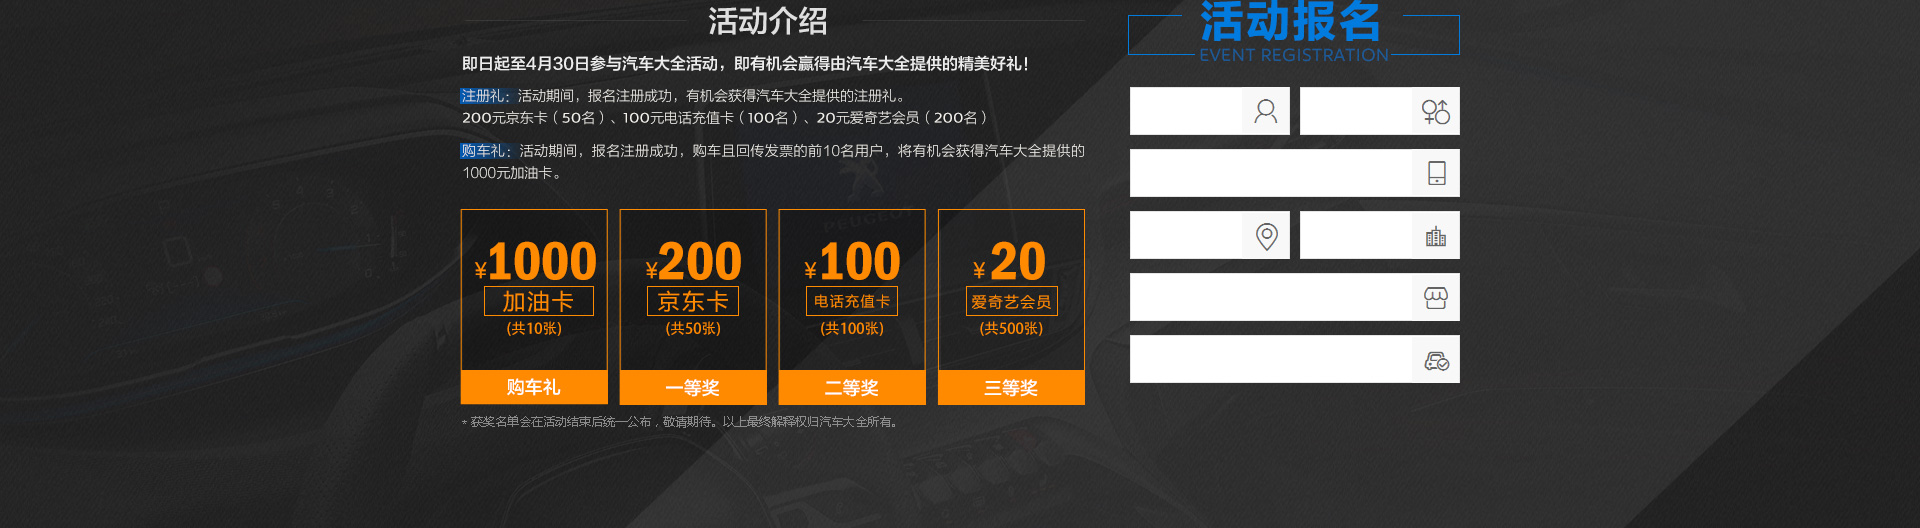 活动介绍
即日起至4月30日参与汽车大全活动，即有机会赢得由汽车大全提供的精美好礼！
注册礼：活动期间，报名注册成功，有机会获得汽车大全提供的注册礼。
200元京东卡（50名）、100元电话充值卡（100名）、20元爱奇艺会员（200名）
购车礼：活动期间，报名注册成功，购车且回传发票的前10名用户，将有机会获得汽车大全提供的
1000元加油卡。
¥1000
加油卡
(共10张)
购车礼
¥200
京东卡
(共50张)
一等奖
¥100
电话充值卡
(共100张)
二等奖
¥20
爱奇艺会员
(共500张)
三等奖
* 获奖名单会在活动结束后统一公布，敬请期待。以上最终解释权归汽车大全所有。
活动报名
EVENT REGISTRATION
PEUGEOT